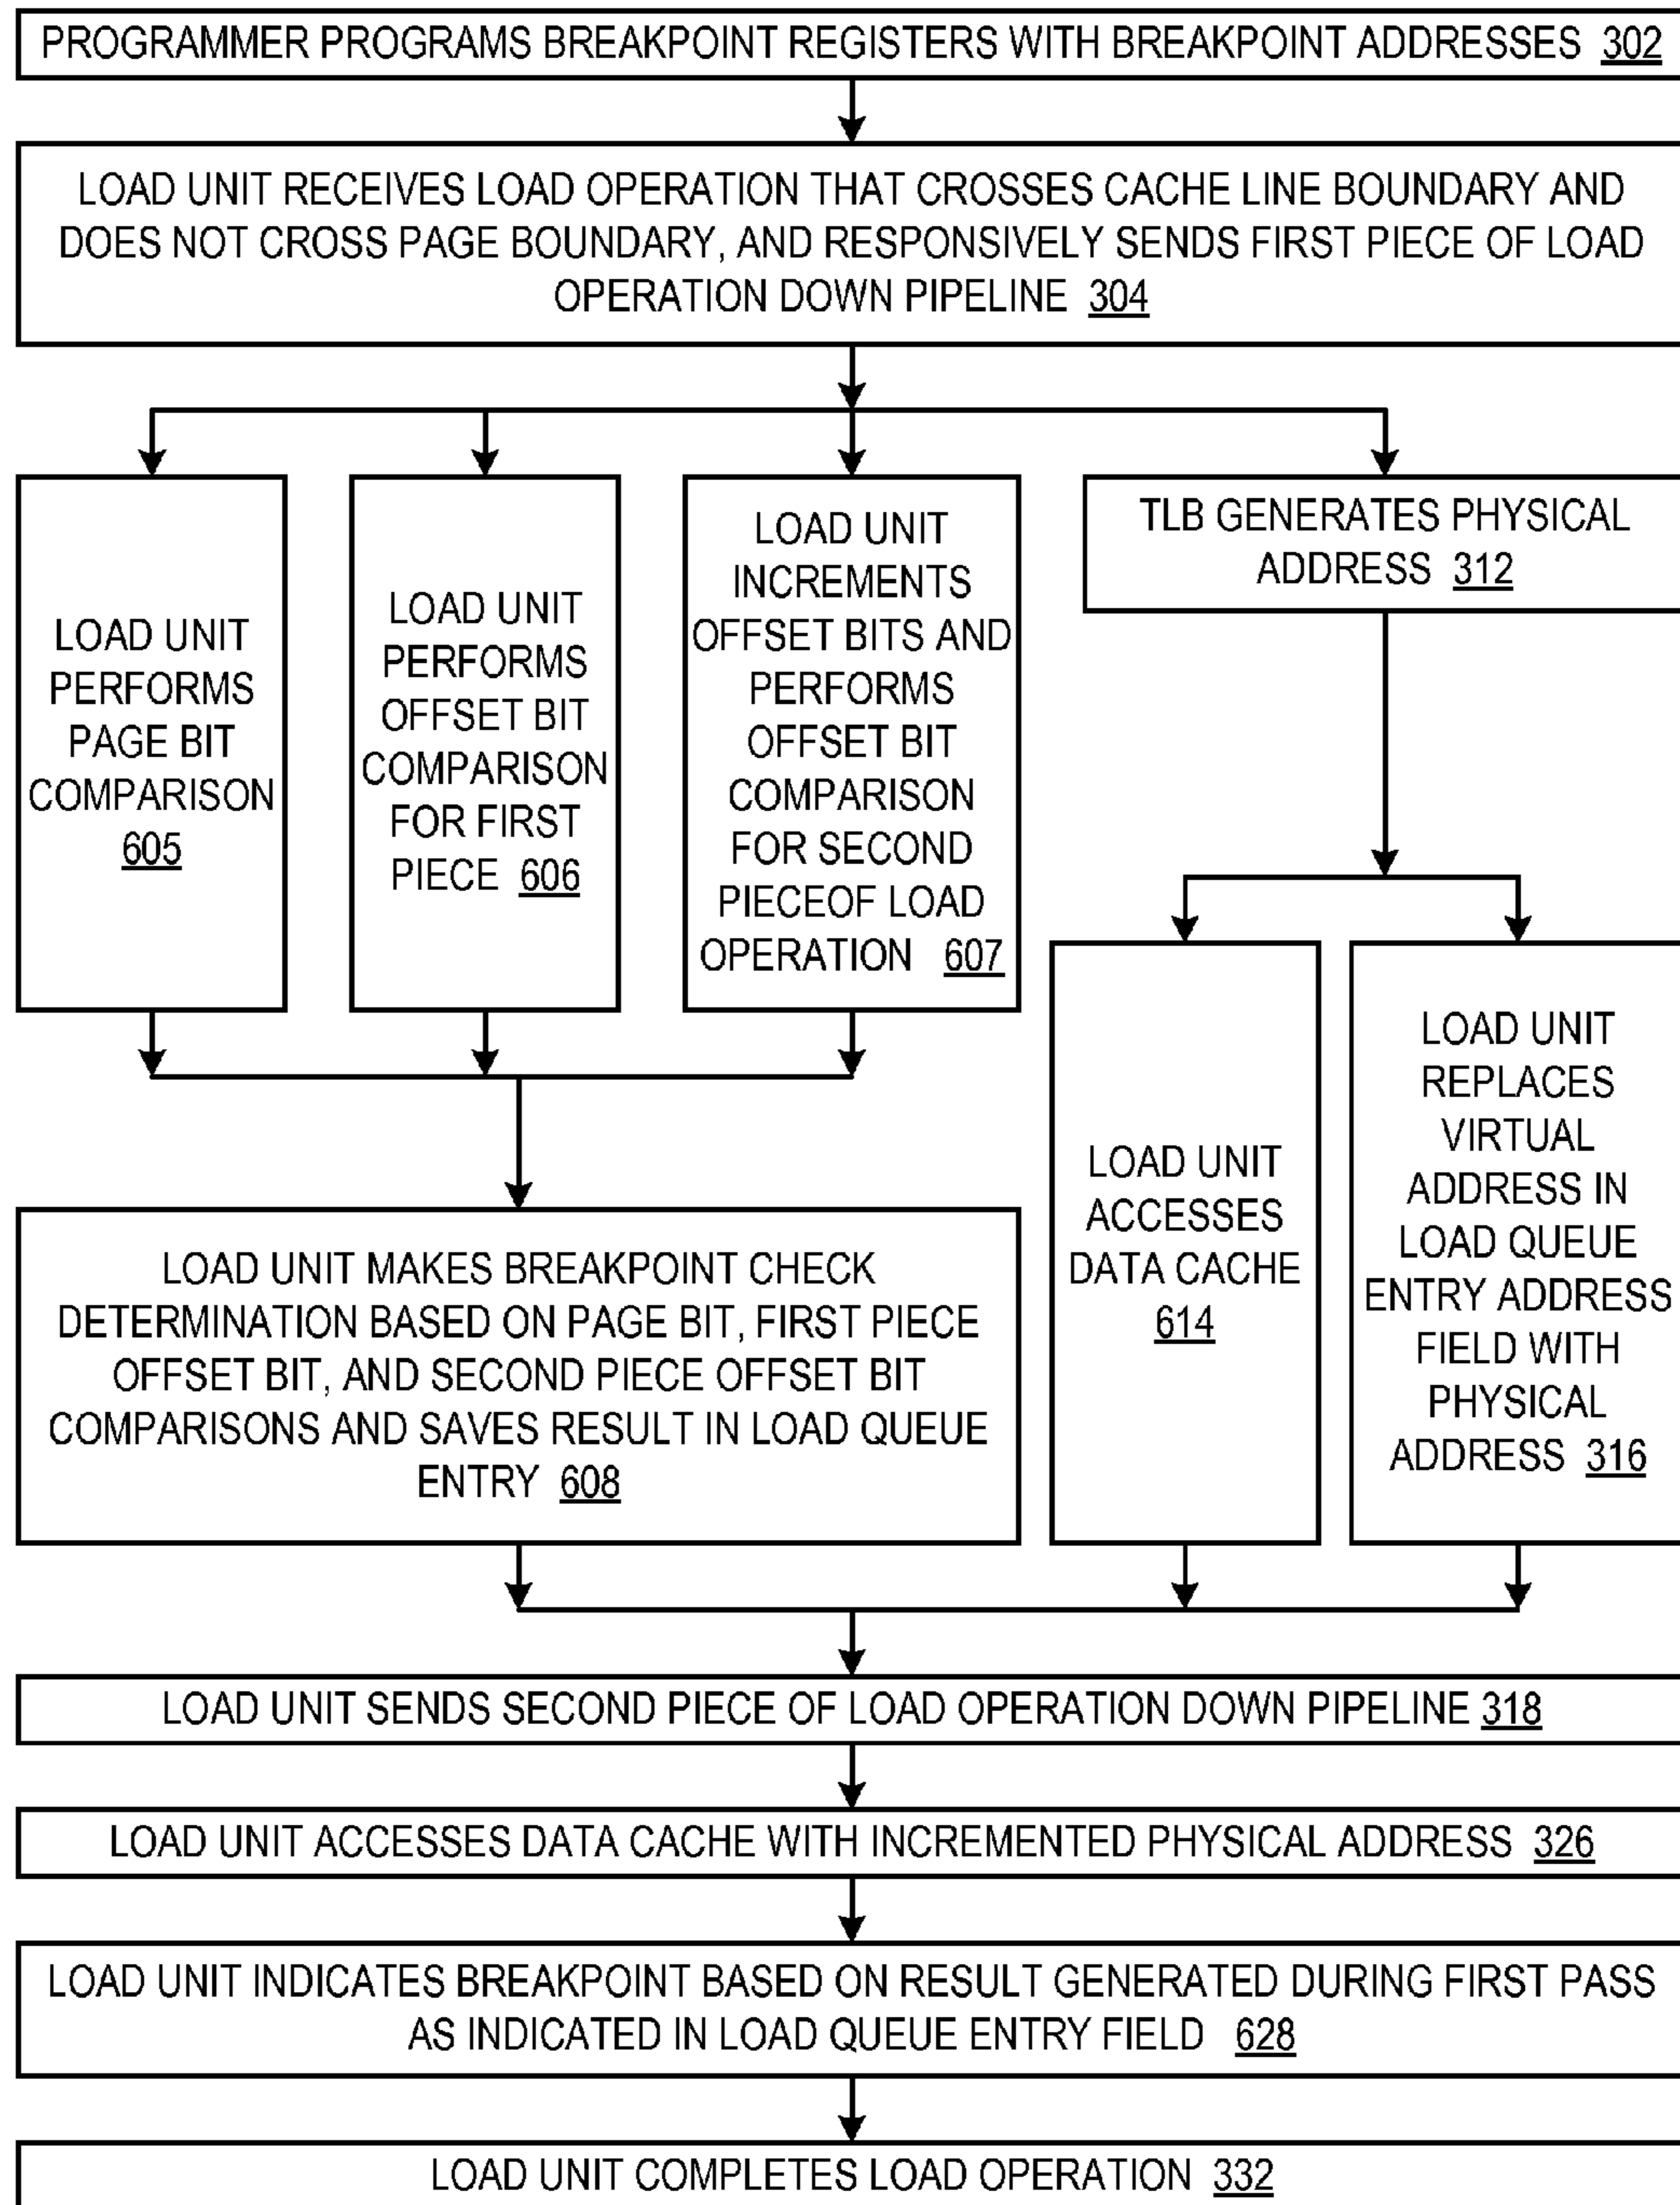 PROGRAMMER PROGRAMS BREAKPOINT REGISTERS WITH BREAKPOINT ADDRESSES 302
LOAD UNIT RECEIVES LOAD OPERATION THAT CROSSES CACHE LINE BOUNDARY AND
DOES NOT CROSS PAGE BOUNDARY, AND RESPONSIVELY SENDS FIRST PIECE OF LOAD
OPERATION DOWN PIPELINE 304
LOAD UNIT
PERFORMS
PAGE BIT
COMPARISON
605
LOAD UNIT
PERFORMS
OFFSET BIT
COMPARISON
FOR FIRST
PIECE 606
LOAD UNIT
INCREMENTS
OFFSET BITS AND
PERFORMS
OFFSET BIT
COMPARISON
FOR SECOND
PIECEOF LOAD
OPERATION 607
TLB GENERATES PHYSICAL
ADDRESS 312
LOAD UNIT MAKES BREAKPOINT CHECK
DETERMINATION BASED ON PAGE BIT, FIRST PIECE
OFFSET BIT, AND SECOND PIECE OFFSET BIT
COMPARISONS AND SAVES RESULT IN LOAD QUEUE
ENTRY 608
LOAD UNIT
ACCESSES
DATA CACHE
614
LOAD UNIT
REPLACES
VIRTUAL
ADDRESS IN
LOAD QUEUE
ENTRY ADDRESS
FIELD WITH
PHYSICAL
ADDRESS 316
LOAD UNIT SENDS SECOND PIECE OF LOAD OPERATION DOWN PIPELINE 318
LOAD UNIT ACCESSES DATA CACHE WITH INCREMENTED PHYSICAL ADDRESS 326
LOAD UNIT INDICATES BREAKPOINT BASED ON RESULT GENERATED DURING FIRST PASS
AS INDICATED IN LOAD QUEUE ENTRY FIELD 628
LOAD UNIT COMPLETES LOAD OPERATION 332